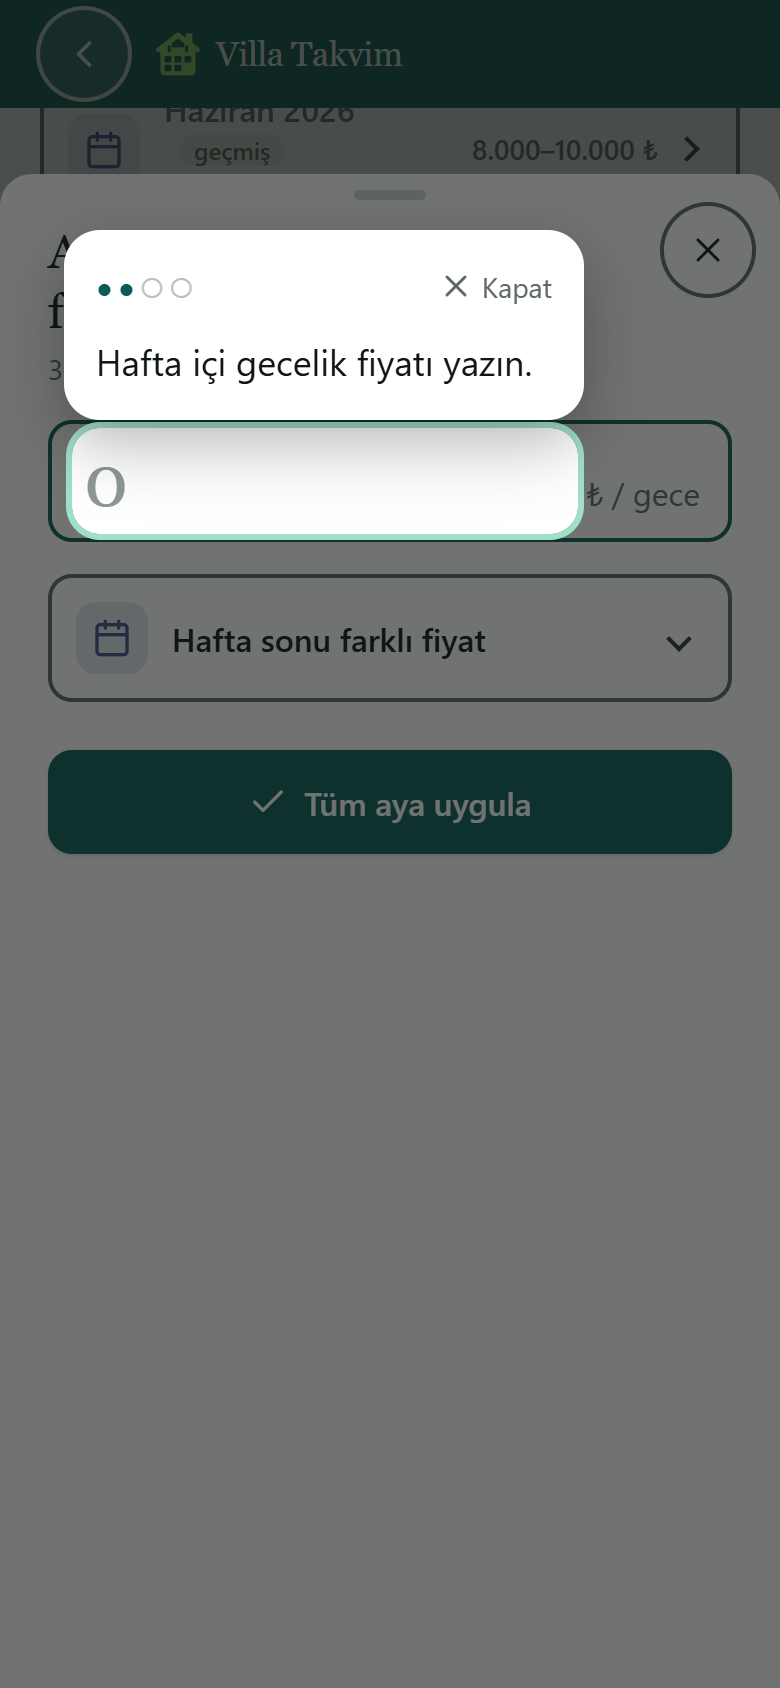 Villa Takvim
Haziran 2026
geçmiş
8.000–10.000 ₺
Kapat
Hafta içi gecelik fiyatı yazın.
0
₺ / gece
Hafta sonu farklı fiyat
Tüm aya uygula